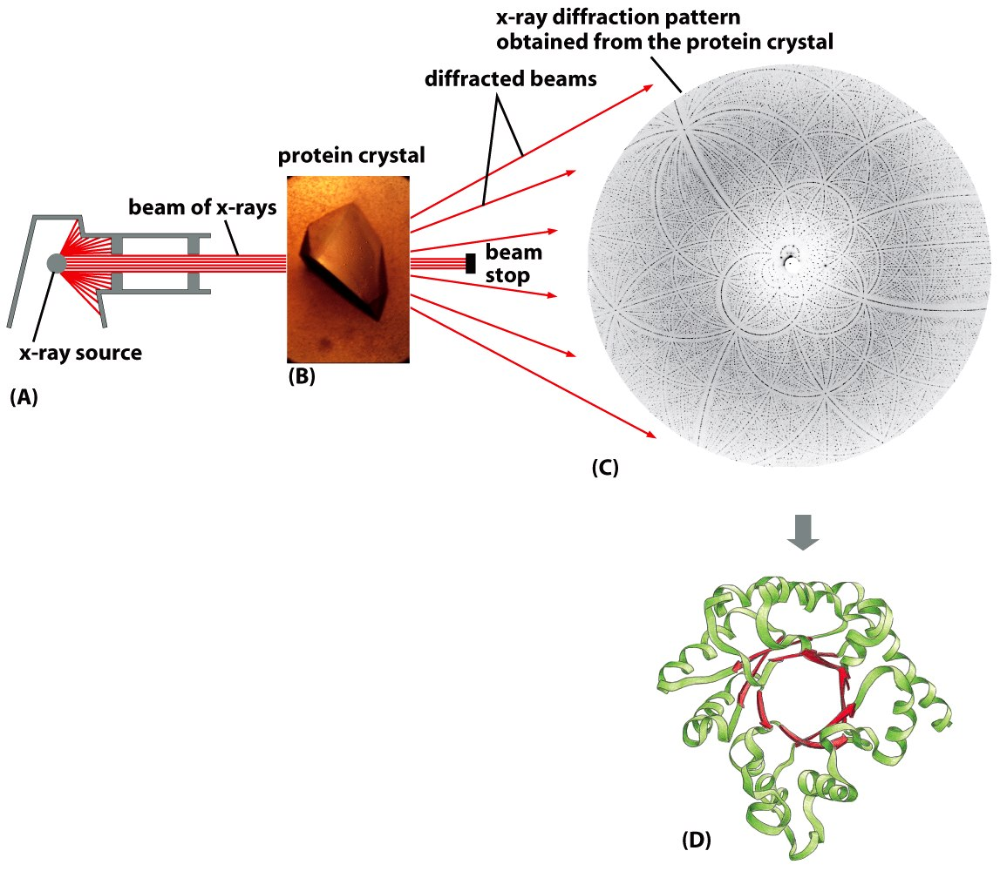 x-ray diffraction pattern
obtained from the protein crystal
diffracted beams
protein crystal
beam of x-rays
beam
stop
x-ray source
(A)
(B)
(C)
(D)